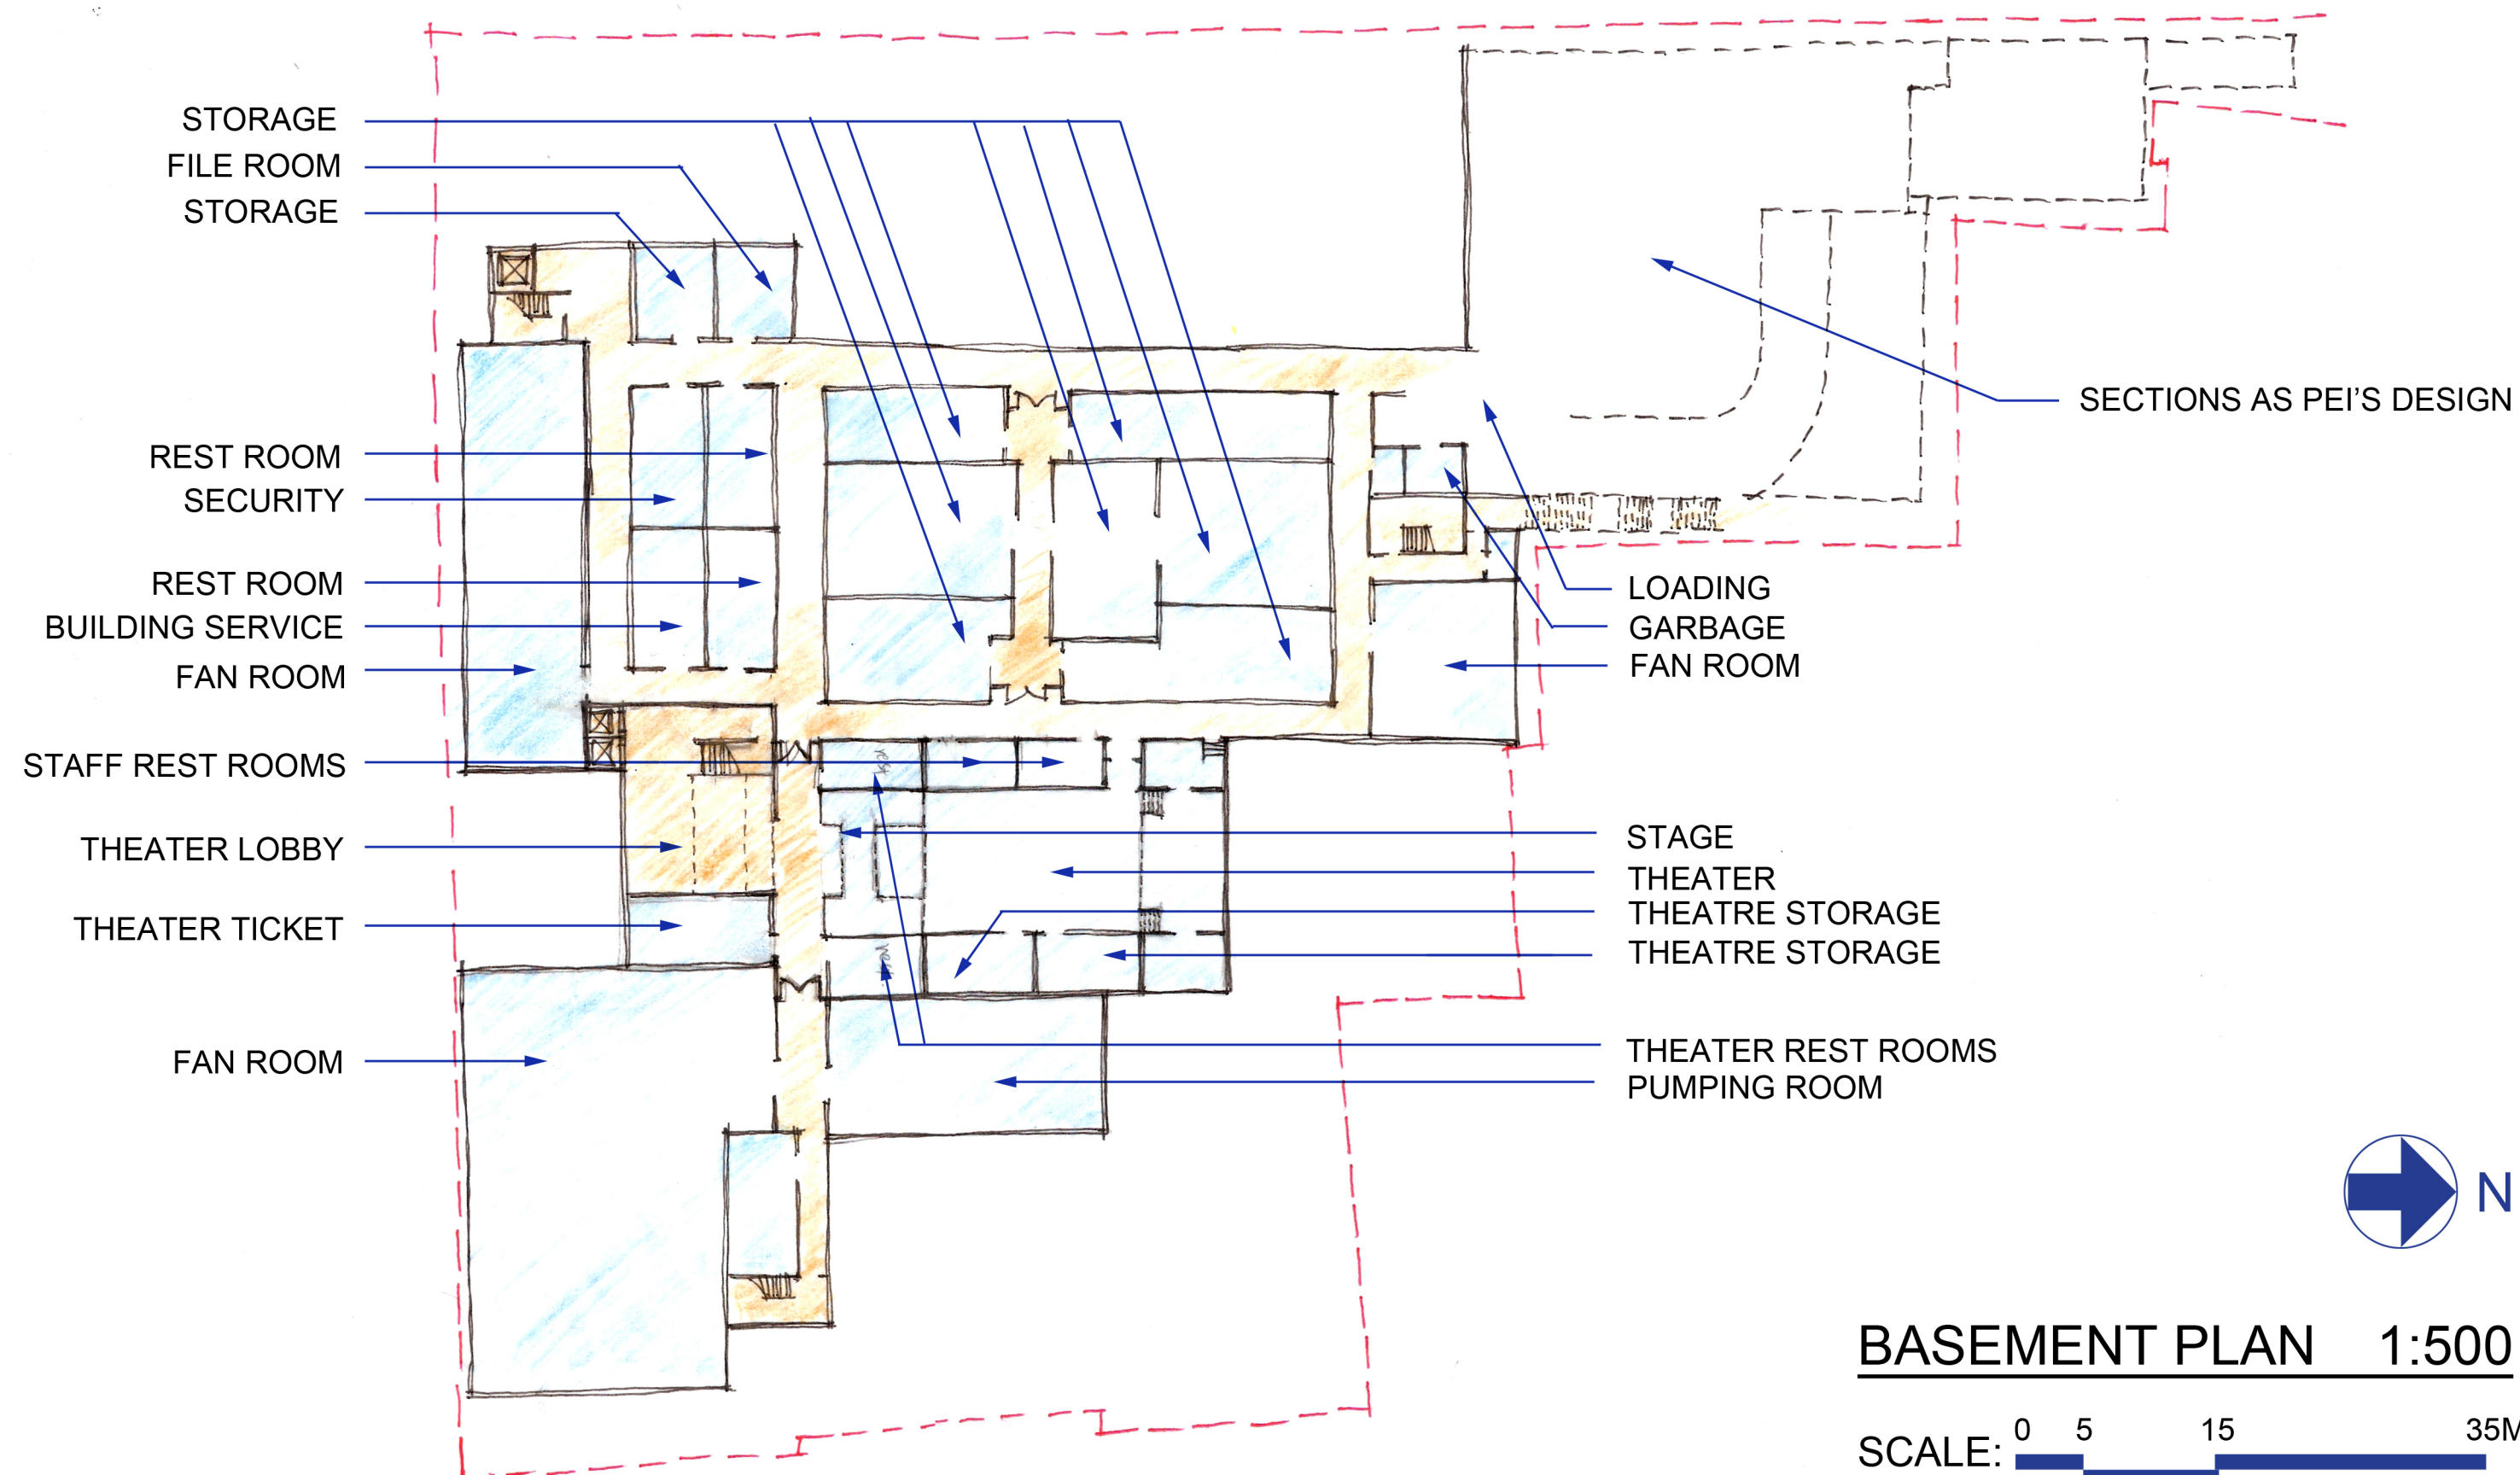 STORAGE
FILE ROOM
STORAGE
REST ROOM
SECURITY
REST ROOM
BUILDING SERVICE
FAN ROOM
STAFF REST ROOMS
THEATER LOBBY
THEATER TICKET
FAN ROOM
SECTIONS AS PEI'S DESIGN
LOADING
GARBAGE
FAN ROOM
rest
STAGE
THEATER
THEATRE STORAGE
THEATRE STORAGE
rest
THEATER REST ROOMS
PUMPING ROOM
N
BASEMENT PLAN 1:500
SCALE: 0 5 15 35M